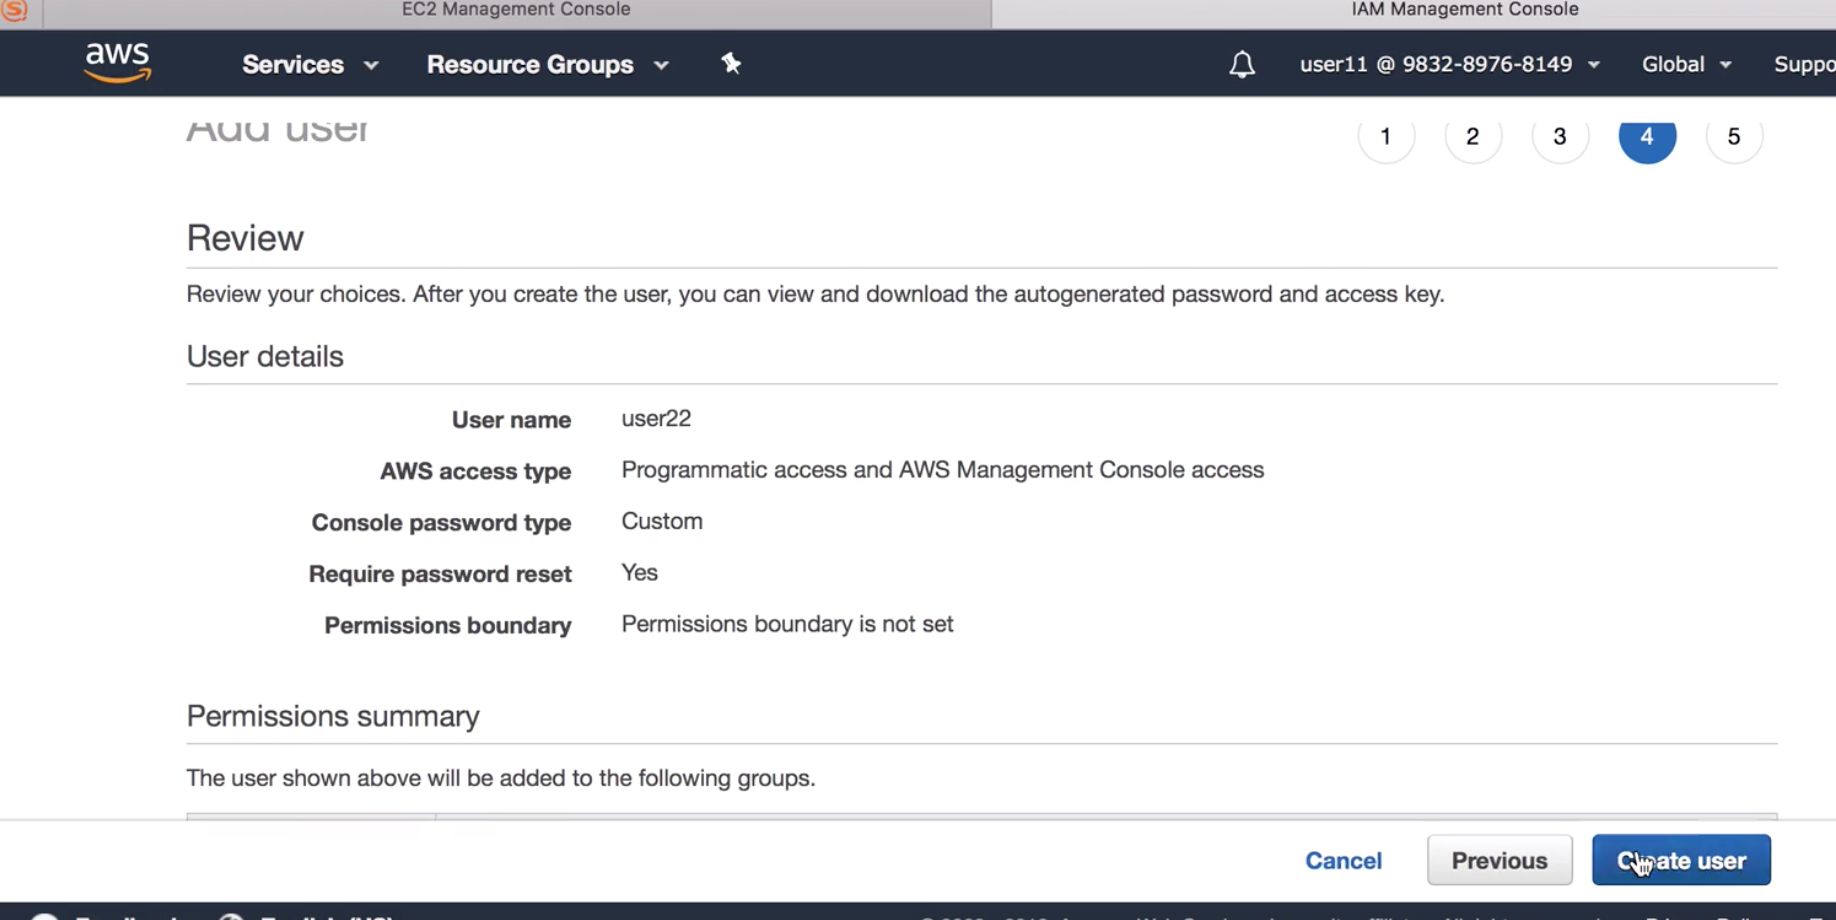 EC2 Management Console
IAM Management Console
aws
Services
Resource Groups
user11 @ 9832-8976-8149
Global
Suppo
Add user
1 2 3 4 5
Review
Review your choices. After you create the user, you can view and download the autogenerated password and access key.
User details
User name user22
AWS access type Programmatic access and AWS Management Console access
Console password type Custom
Require password reset Yes
Permissions boundary Permissions boundary is not set
Permissions summary
The user shown above will be added to the following groups.
Cancel
Previous
Create user